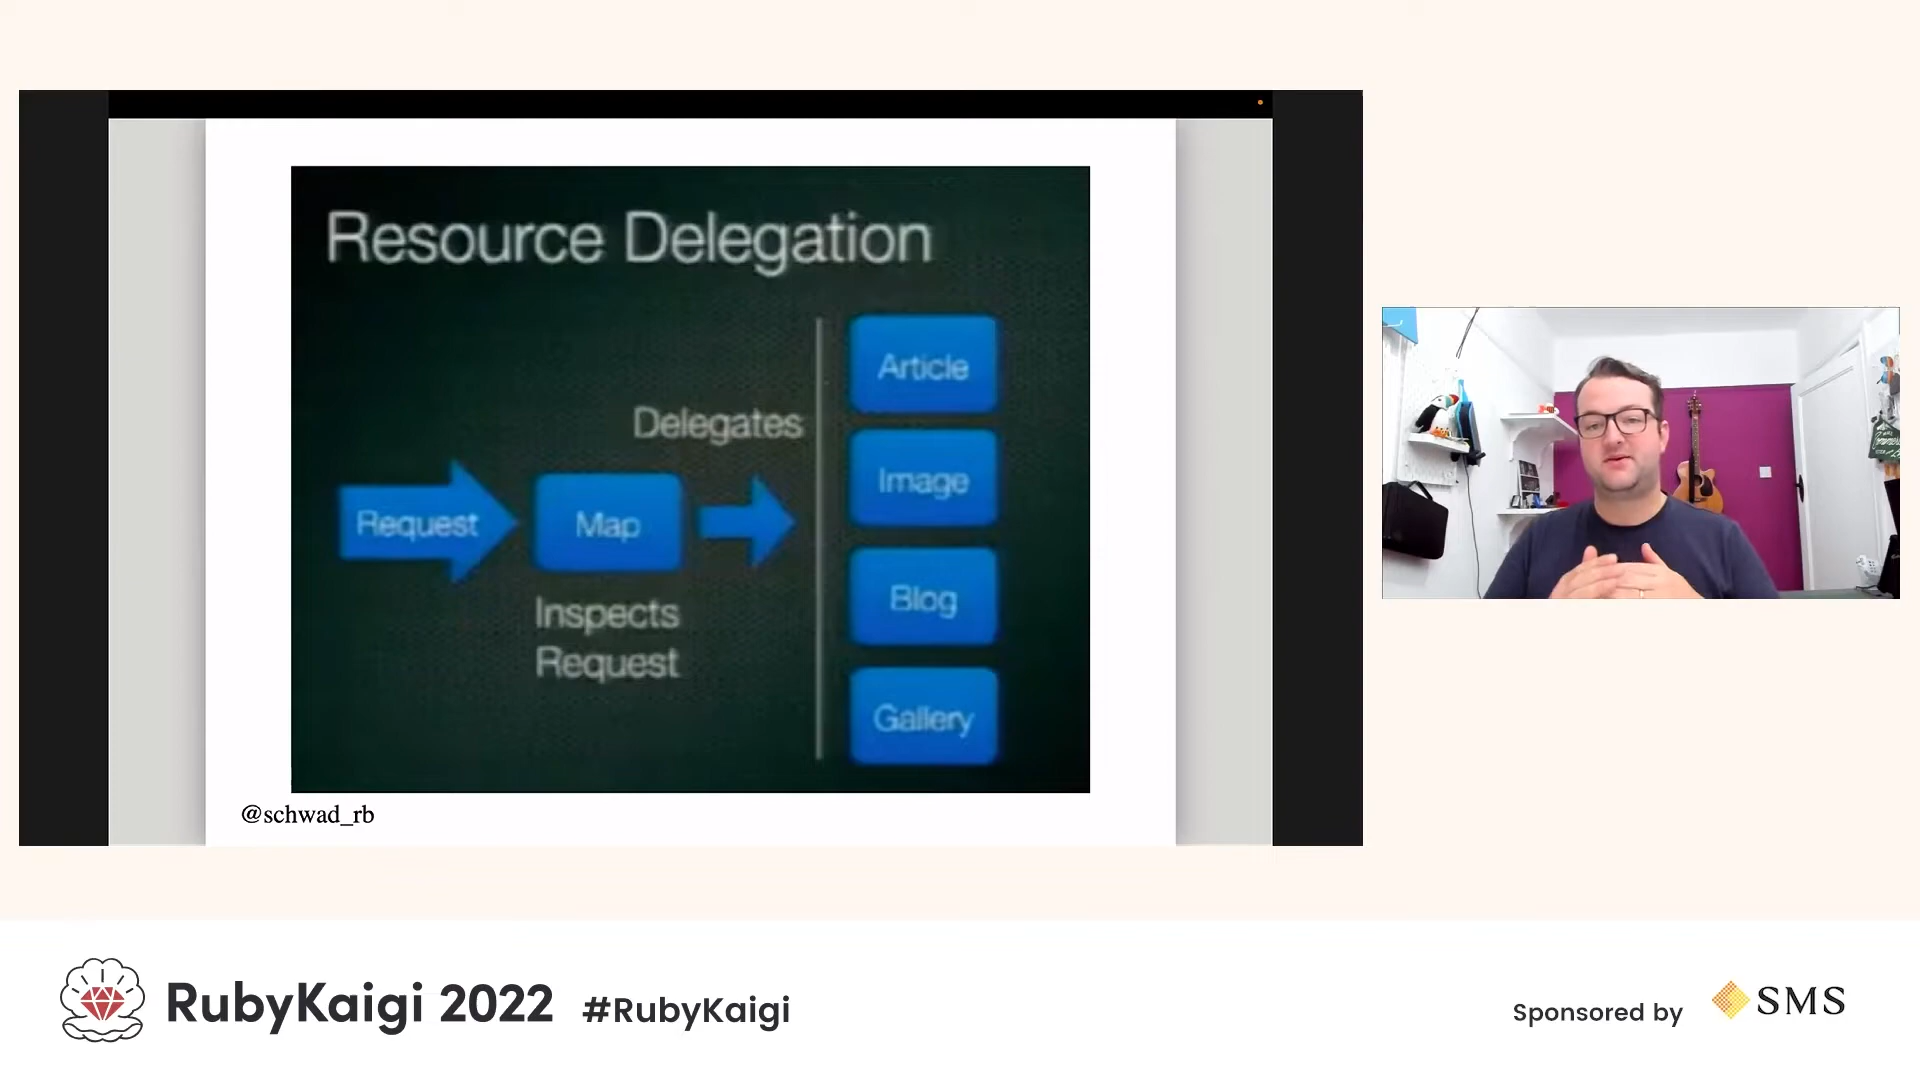 Resource Delegation
Article
Delegates
Image
Request
Map
Blog
Inspects
Request
Gallery
@schwad_rb
RubyKaigi 2022 #RubyKaigi
Sponsored by SMS